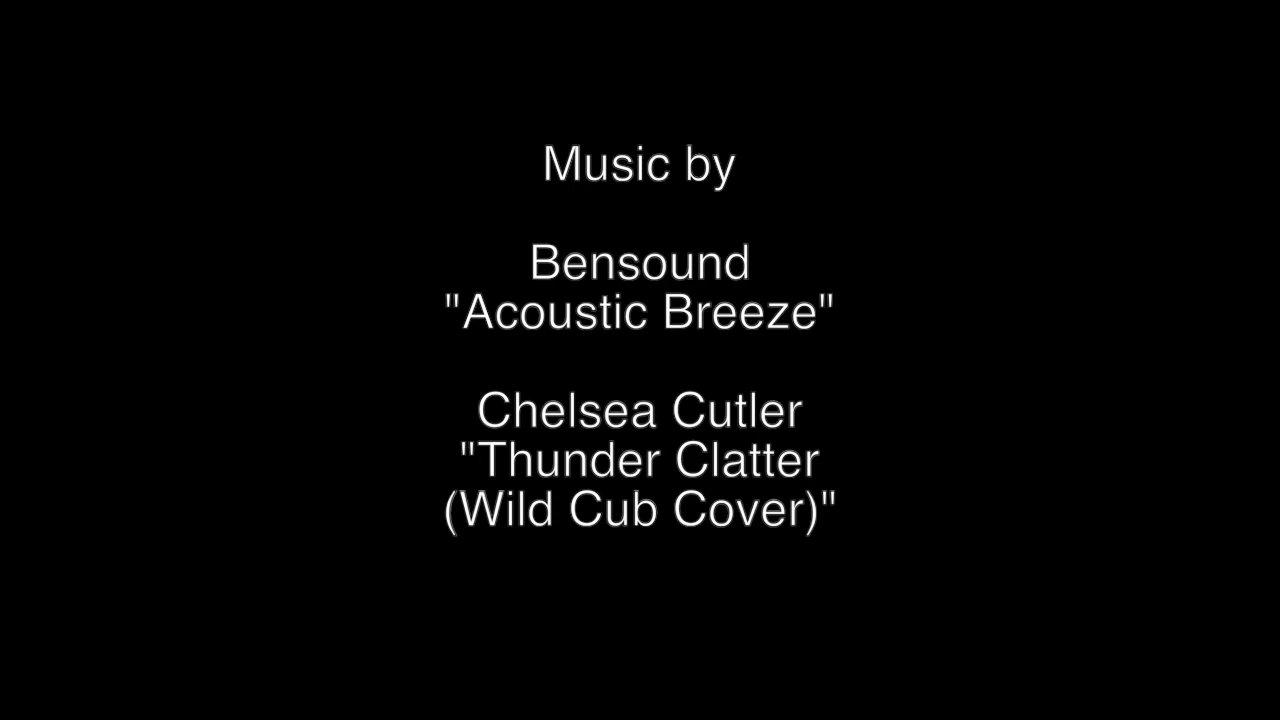 Music by
Bensound
"Acoustic Breeze"
Chelsea Cutler
"Thunder Clatter
(Wild Cub Cover)"